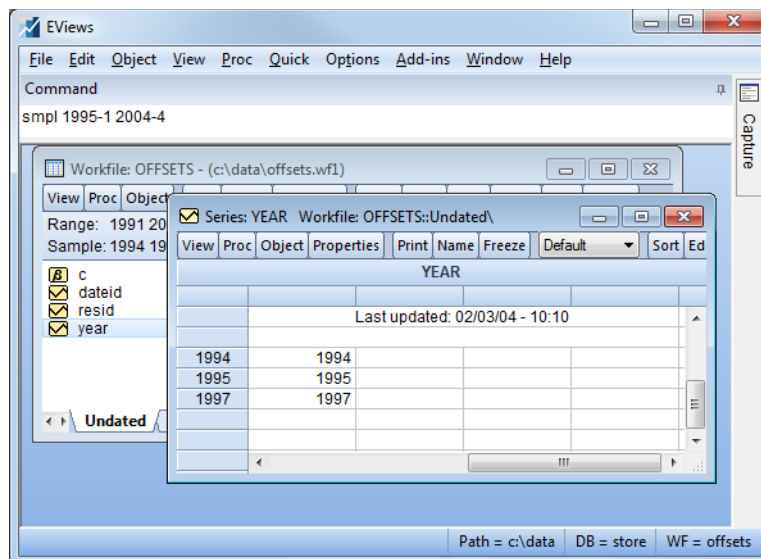 EViews
File Edit Object View Proc Quick Options Add-ins Window Help
Command
smpl 1995-1 2004-4
Capture
Workfile: OFFSETS - (c:\data\offsets.wf1)
View Proc Object
Range: 1991 20
Sample: 1994 19
β c
dateid
resid
year
Undated
Series: YEAR Workfile: OFFSETS::Undated\
View Proc Object Properties Print Name Freeze Default Sort Ed
YEAR
Last updated: 02/03/04 - 10:10
1994 1994
1995 1995
1997 1997
Path = c:\data DB = store WF = offsets